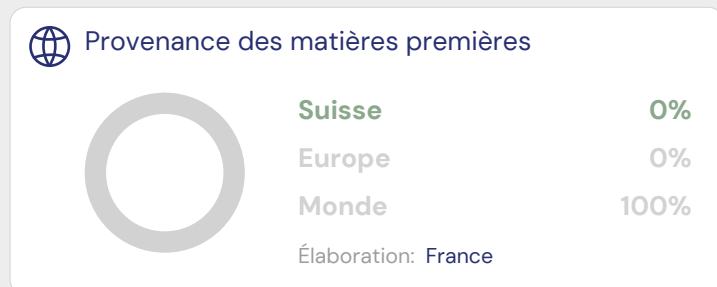 Provenance des matières premières
Suisse 0%
Europe 0%
Monde 100%
Élaboration: France